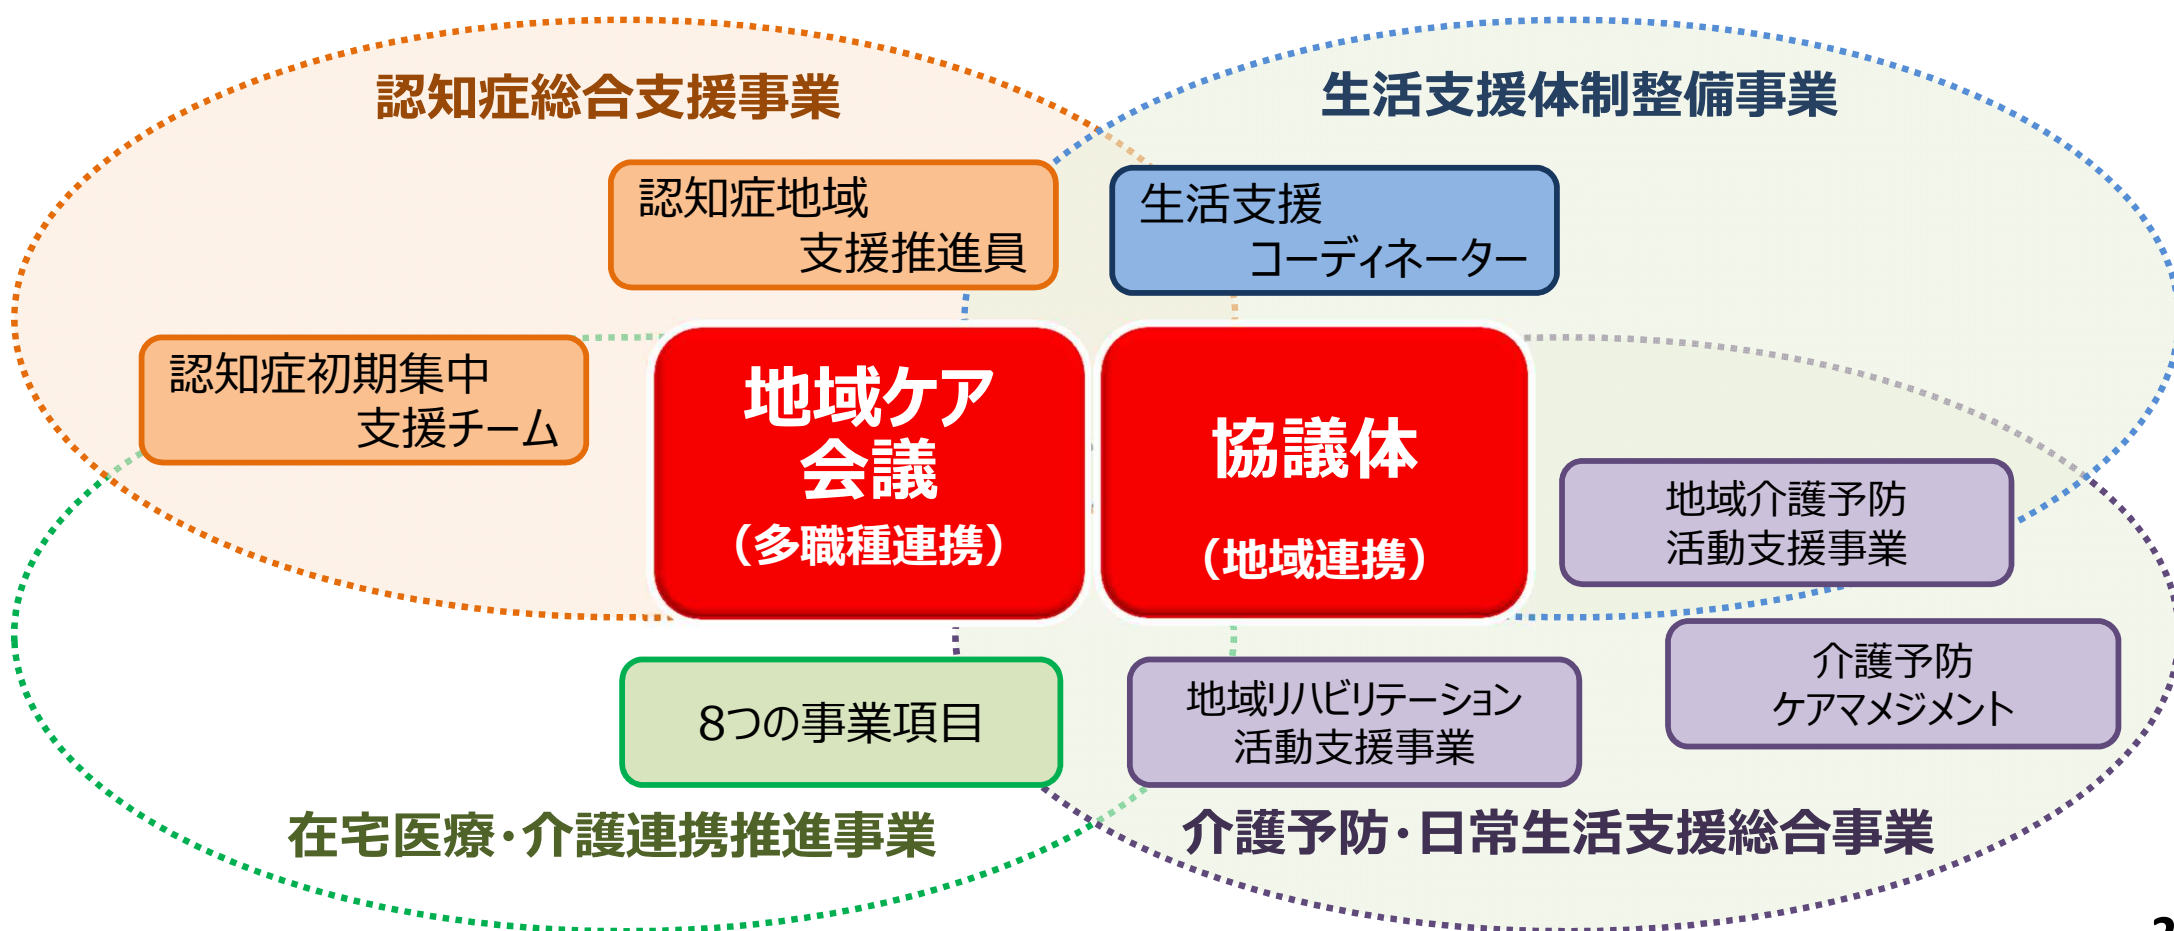 認知症総合支援事業
生活支援体制整備事業
認知症地域
支援推進員
生活支援
コーディネーター
認知症初期集中
支援チーム
地域ケア
会議
（多職種連携）
協議体
（地域連携）
地域介護予防
活動支援事業
介護予防
ケアマメジメント
8つの事業項目
地域リハビリテーション
活動支援事業
在宅医療・介護連携推進事業
介護予防・日常生活支援総合事業